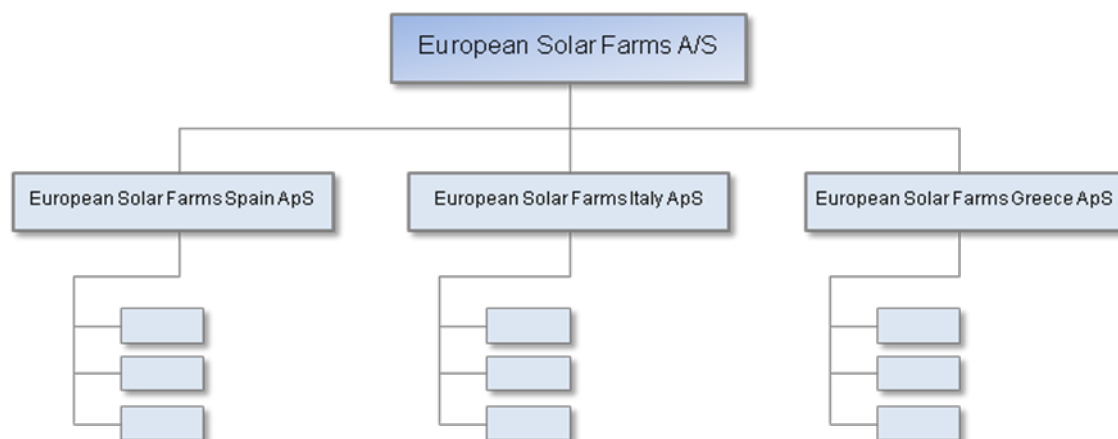 European Solar Farms A/S
European Solar Farms Spain ApS
European Solar Farms Italy ApS
European Solar Farms Greece ApS